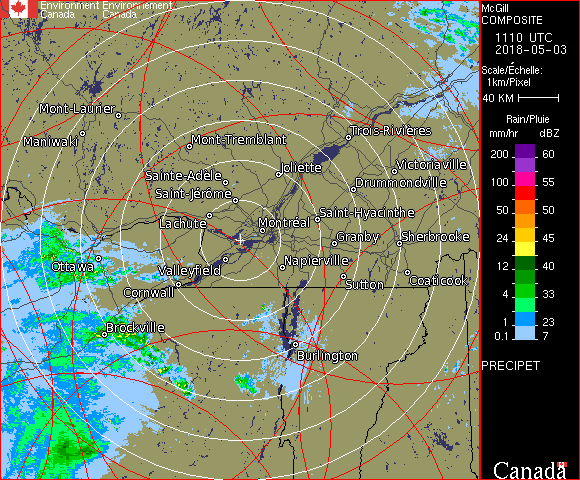 Environment Environnement
Canada Canada
McGill
COMPOSITE
1110 UTC
2018-05-03
Scale/Échelle:
1km/Pixel
40 KM
Rain/Pluie
mm/hr dBZ
200 60
100 55
50 50
24 45
12 40
4 33
1 23
0.1 7
PRECIPET
Canada
Mont-Laurier
Maniwaki
Mont-Tremblant
Trois-Rivières
Joliette
Victoriaville
Sainte-Adèle
Drummondville
Saint-Jérôme
Lachute
Saint-Hyacinthe
Montréal
Granby
Sherbrooke
Ottawa
Valleyfield
Napierville
Cornwall
Sutton
Coaticook
Brockville
Burlington